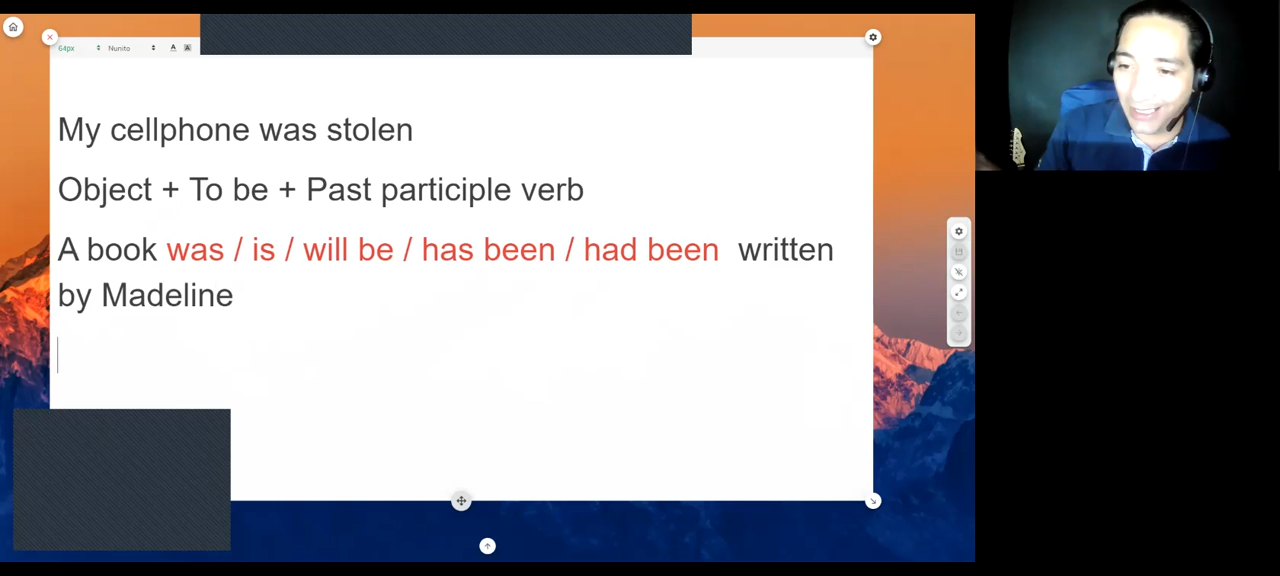 64px Nunito A A
My cellphone was stolen
Object + To be + Past participle verb
A book was / is / will be / has been / had been written
by Madeline